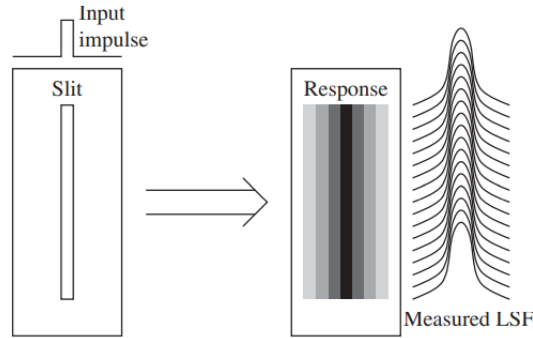 Input
impulse
Slit
Response
Measured LSF